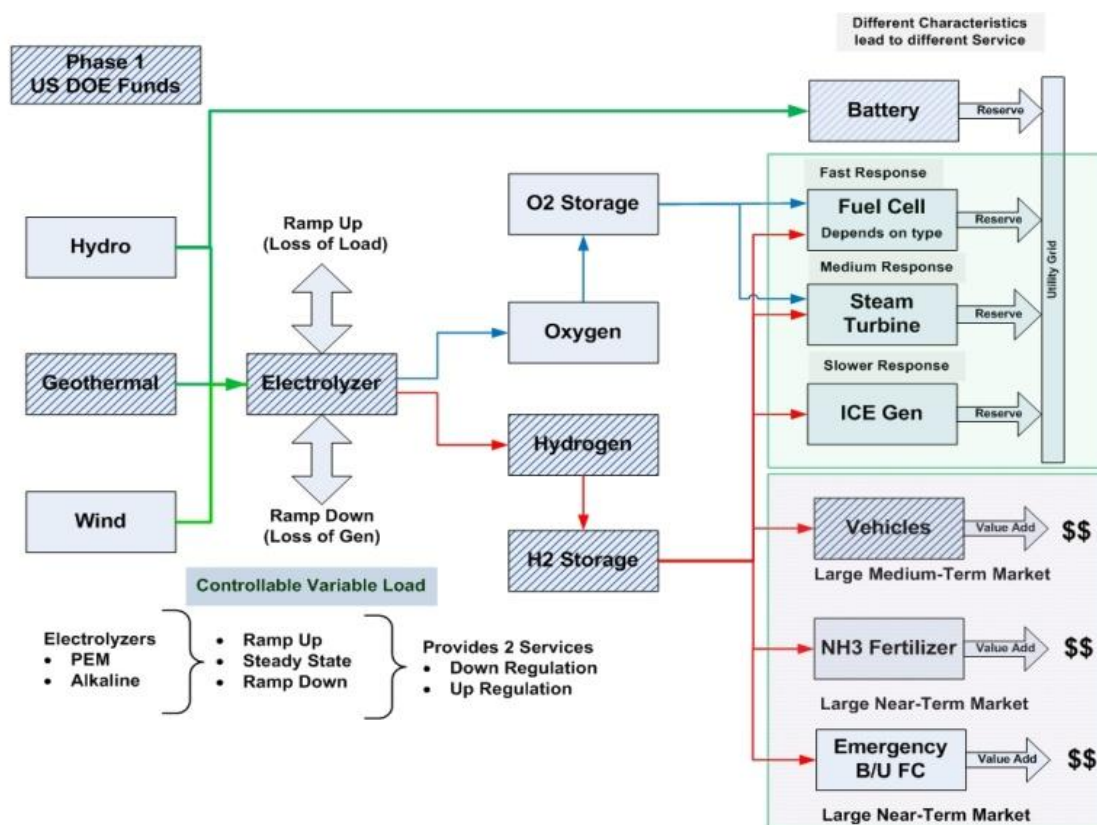 Different Characteristics
lead to different Service
Phase 1
US DOE Funds
Battery
Reserve
Fast Response
O2 Storage
Fuel Cell
Depends on type
Reserve
Ramp Up
(Loss of Load)
Hydro
Medium Response
Utility Grid
Steam
Turbine
Reserve
Oxygen
Geothermal
Electrolyzer
Slower Response
ICE Gen
Reserve
Hydrogen
Wind
Ramp Down
(Loss of Gen)
Vehicles
Value Add
$$
H2 Storage
Large Medium-Term Market
Controllable Variable Load
Electrolyzers
• PEM
• Alkaline
• Ramp Up
• Steady State
• Ramp Down
Provides 2 Services
• Down Regulation
• Up Regulation
NH3 Fertilizer
Value Add
$$
Large Near-Term Market
Emergency
B/U FC
Value Add
$$
Large Near-Term Market